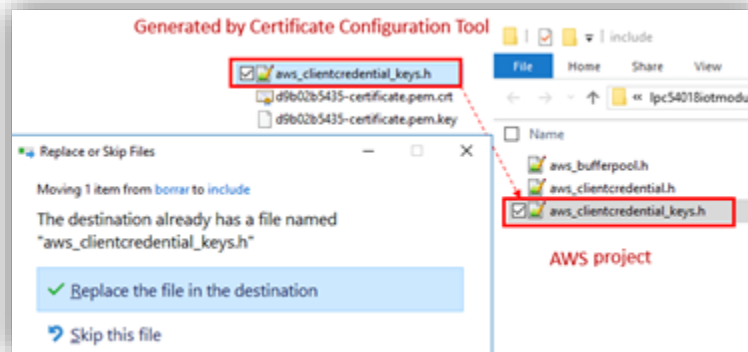 Generated by Certificate Configuration Tool
aws_clientcredential_keys.h
d9b02b5435-certificate.pem.crt
d9b02b5435-certificate.pem.key
include
File Home Share View
« lpc54018iotmodu
Name
aws_bufferpool.h
aws_clientcredential.h
aws_clientcredential_keys.h
AWS project
Replace or Skip Files
Moving 1 item from borrar to include
The destination already has a file named
"aws_clientcredential_keys.h"
Replace the file in the destination
Skip this file